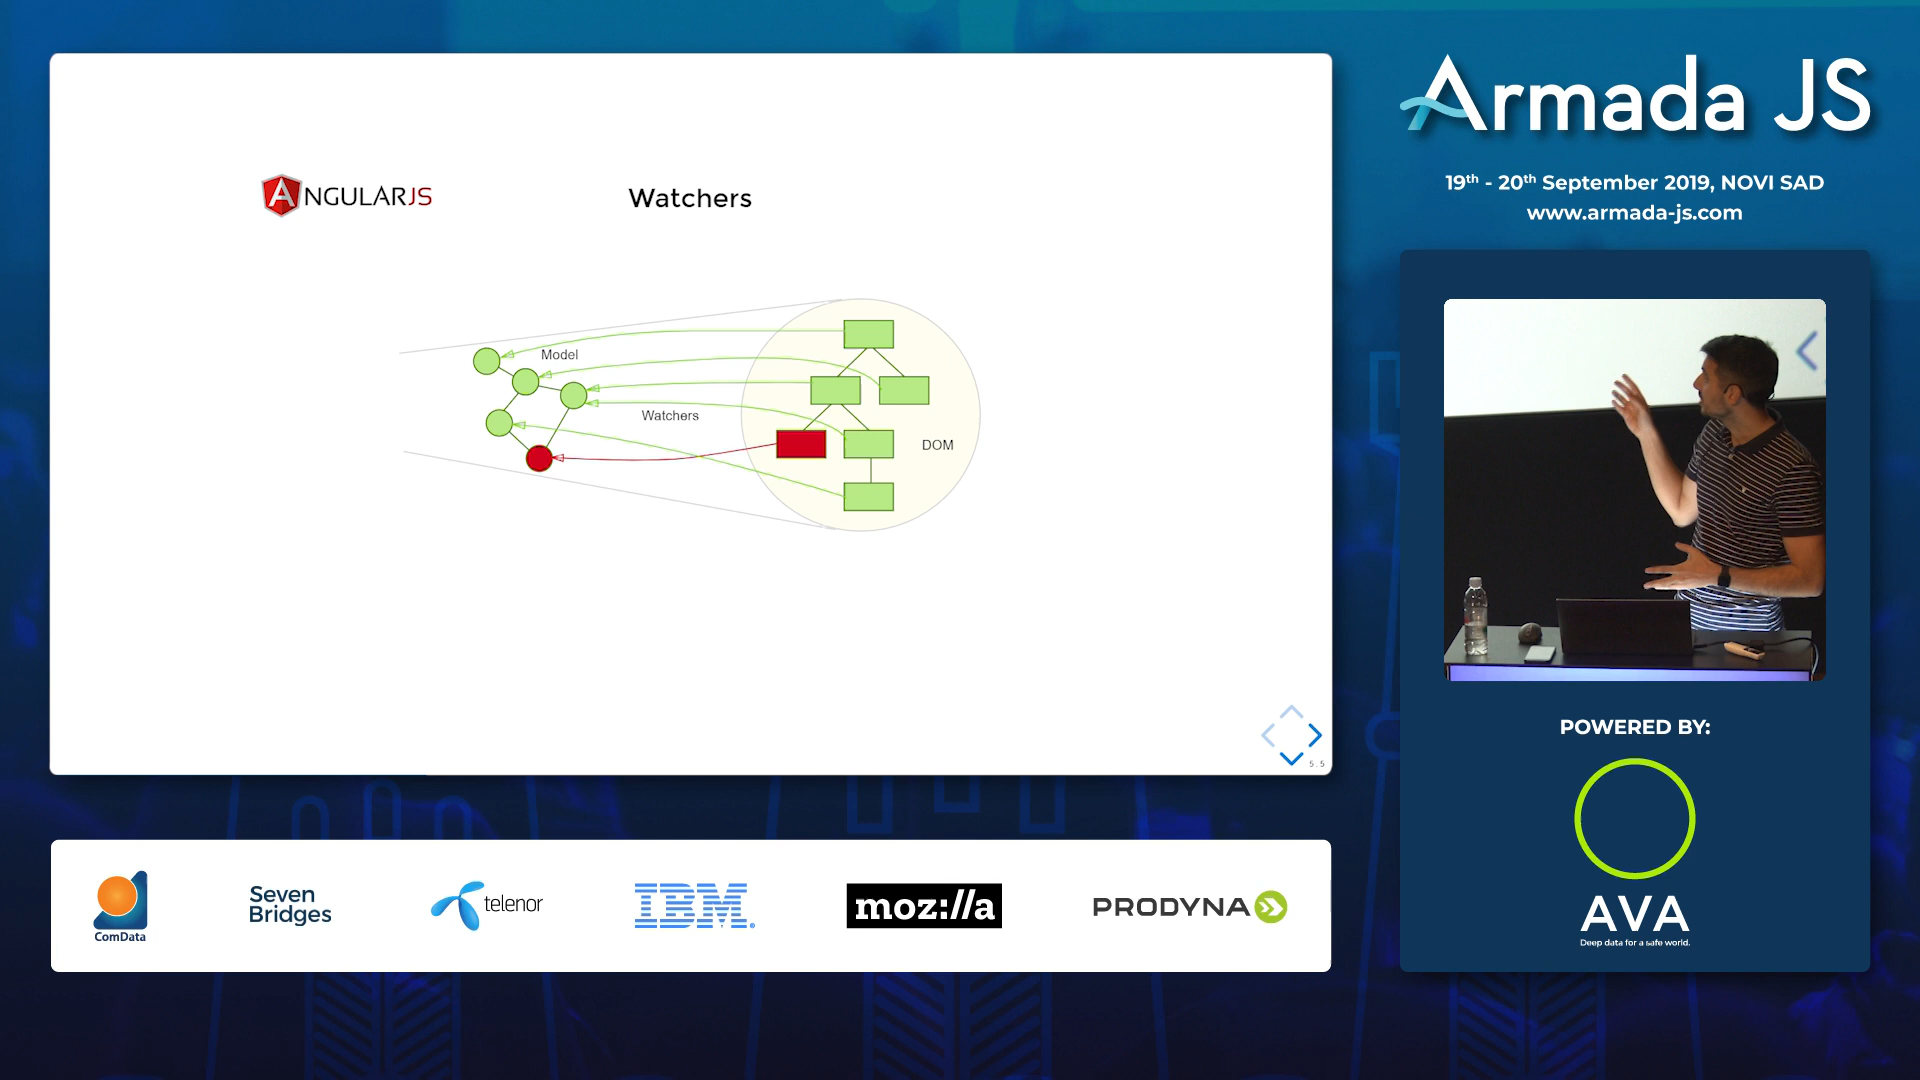 ANGULARJS
Watchers
Model
Watchers
DOM
5.5
Armada JS
19th - 20th September 2019, NOVI SAD
www.armada-js.com
POWERED BY:
AVA
Deep data for a safe world.
ComData
Seven
Bridges
telenor
IBM
moz://a
PRODYNA